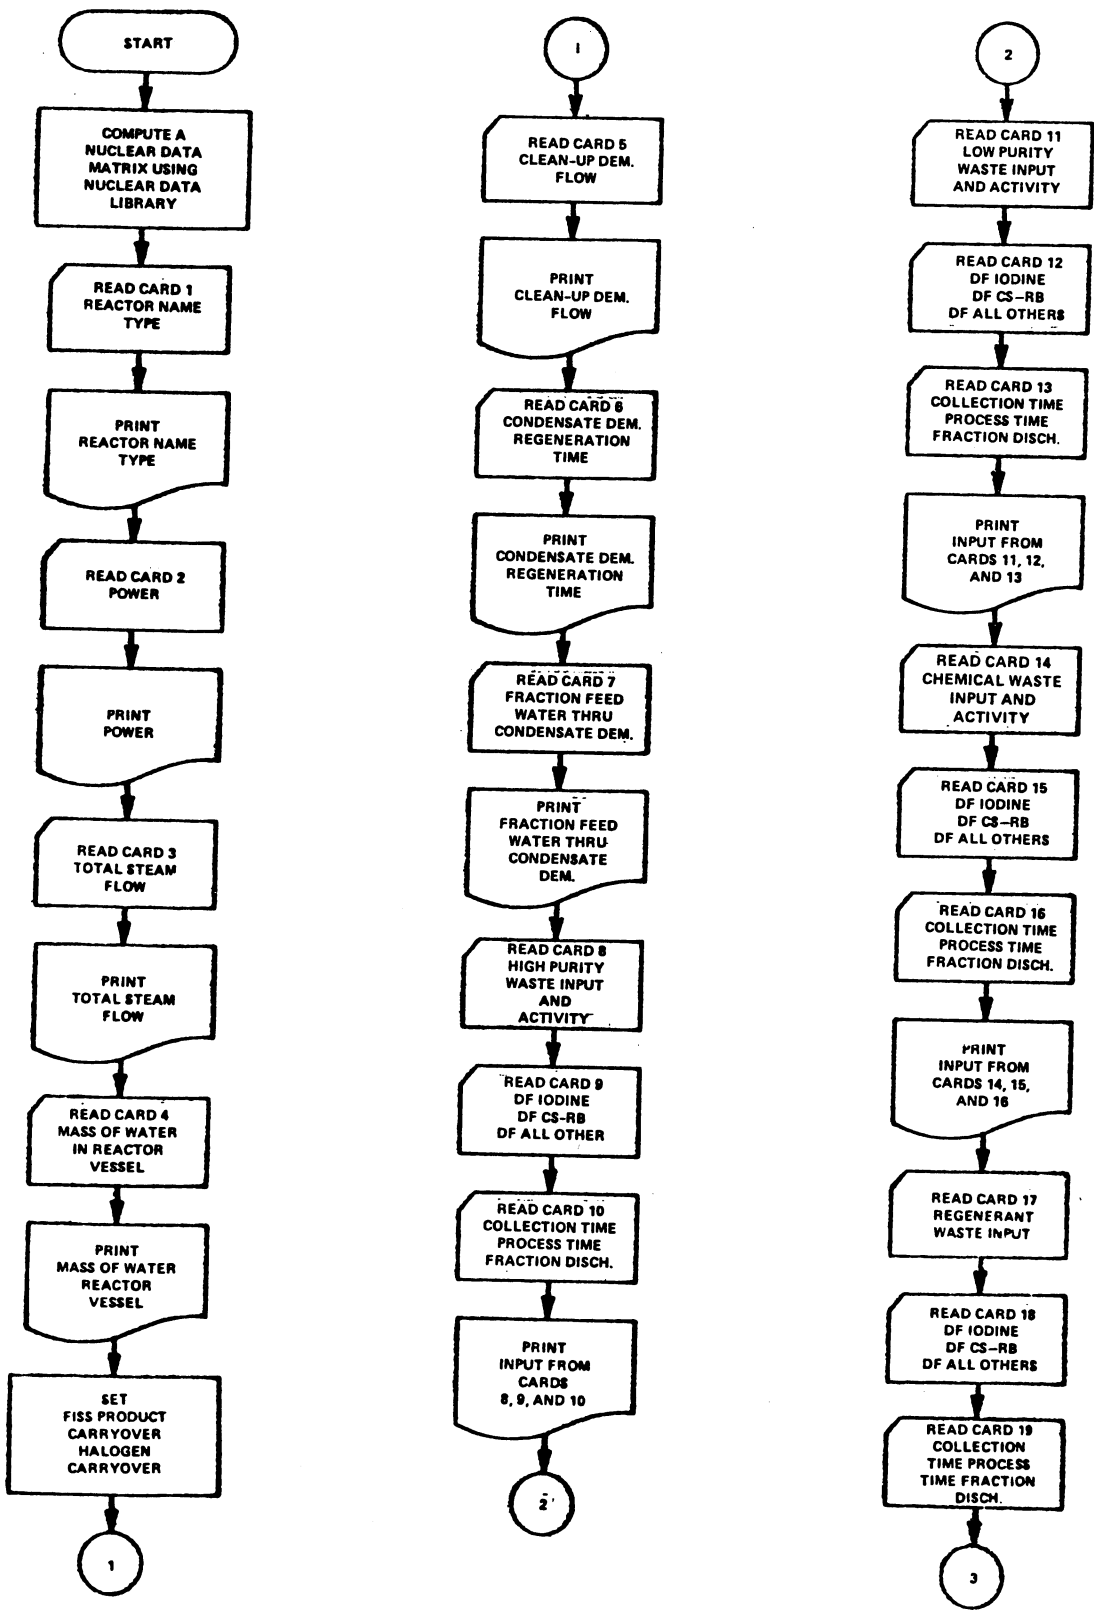 START
COMPUTE A
NUCLEAR DATA
MATRIX USING
NUCLEAR DATA
LIBRARY
READ CARD 1
REACTOR NAME
TYPE
PRINT
REACTOR NAME
TYPE
READ CARD 2
POWER
PRINT
POWER
READ CARD 3
TOTAL STEAM
FLOW
PRINT
TOTAL STEAM
FLOW
READ CARD 4
MASS OF WATER
IN REACTOR
VESSEL
PRINT
MASS OF WATER
REACTOR
VESSEL
SET
FISS PRODUCT
CARRYOVER
HALOGEN
CARRYOVER
1
1
READ CARD 5
CLEAN-UP DEM.
FLOW
PRINT
CLEAN-UP DEM.
FLOW
READ CARD 6
CONDENSATE DEM.
REGENERATION
TIME
PRINT
CONDENSATE DEM.
REGENERATION
TIME
READ CARD 7
FRACTION FEED
WATER THRU
CONDENSATE DEM.
PRINT
FRACTION FEED
WATER THRU
CONDENSATE
DEM.
READ CARD 8
HIGH PURITY
WASTE INPUT
AND
ACTIVITY
READ CARD 9
DF IODINE
DF CS-RB
DF ALL OTHER
READ CARD 10
COLLECTION TIME
PROCESS TIME
FRACTION DISCH.
PRINT
INPUT FROM
CARDS
8, 9, AND 10
2
2
READ CARD 11
LOW PURITY
WASTE INPUT
AND ACTIVITY
READ CARD 12
DF IODINE
DF CS-RB
DF ALL OTHERS
READ CARD 13
COLLECTION TIME
PROCESS TIME
FRACTION DISCH.
PRINT
INPUT FROM
CARDS 11, 12,
AND 13
READ CARD 14
CHEMICAL WASTE
INPUT AND
ACTIVITY
READ CARD 15
DF IODINE
DF CS-RB
DF ALL OTHERS
READ CARD 16
COLLECTION TIME
PROCESS TIME
FRACTION DISCH.
PRINT
INPUT FROM
CARDS 14, 15,
AND 16
READ CARD 17
REGENERANT
WASTE INPUT
READ CARD 18
DF IODINE
DF CS-RB
DF ALL OTHERS
READ CARD 19
COLLECTION
TIME PROCESS
TIME FRACTION
DISCH.
3